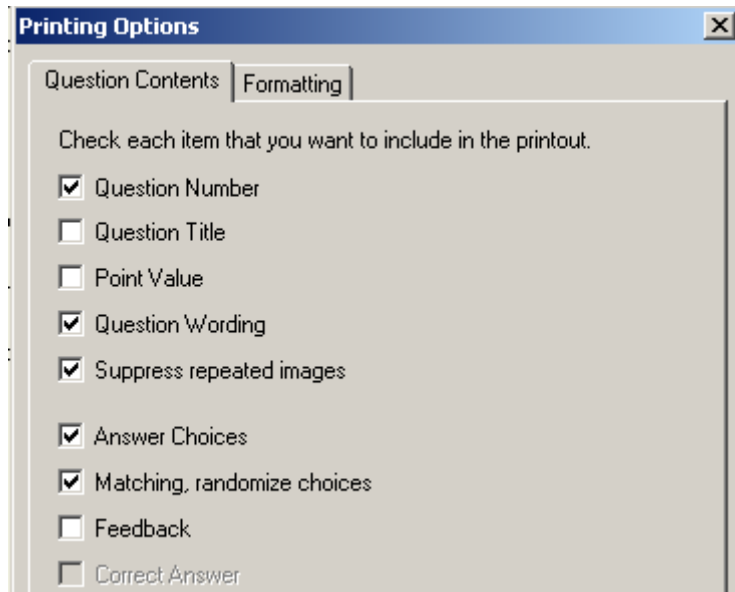 Printing Options
Question Contents
Formatting
Check each item that you want to include in the printout.
Question Number
Question Title
Point Value
Question Wording
Suppress repeated images
Answer Choices
Matching, randomize choices
Feedback
Correct Answer